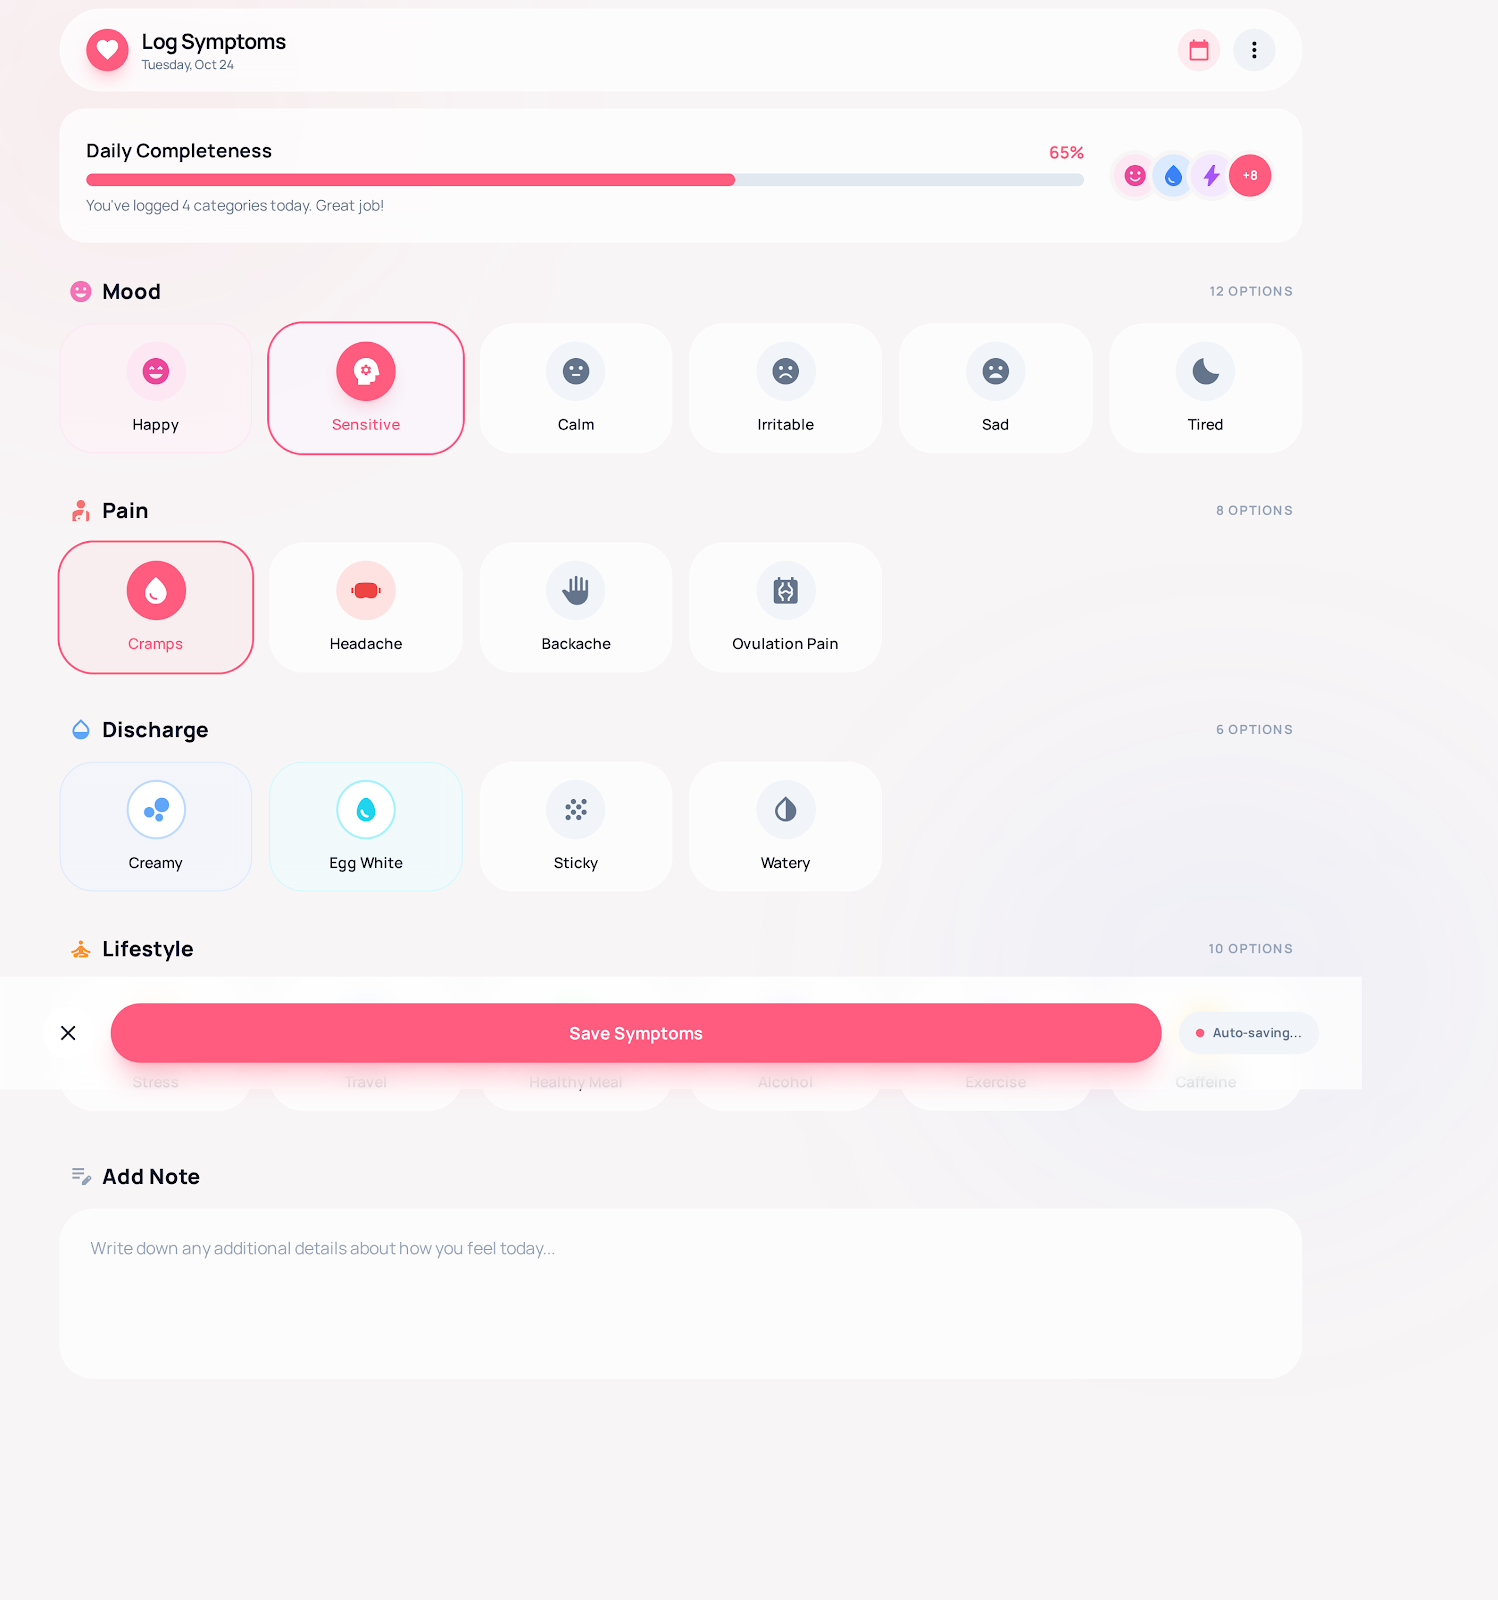 Log Symptoms
Tuesday, Oct 24
Daily Completeness
65%
+8
You've logged 4 categories today. Great job!
Mood
12 OPTIONS
Happy
Sensitive
Calm
Irritable
Sad
Tired
Pain
8 OPTIONS
Cramps
Headache
Backache
Ovulation Pain
Discharge
6 OPTIONS
Creamy
Egg White
Sticky
Watery
Lifestyle
10 OPTIONS
Save Symptoms
Auto-saving...
Stress
Travel
Healthy Meal
Alcohol
Exercise
Caffeine
Add Note
Write down any additional details about how you feel today...